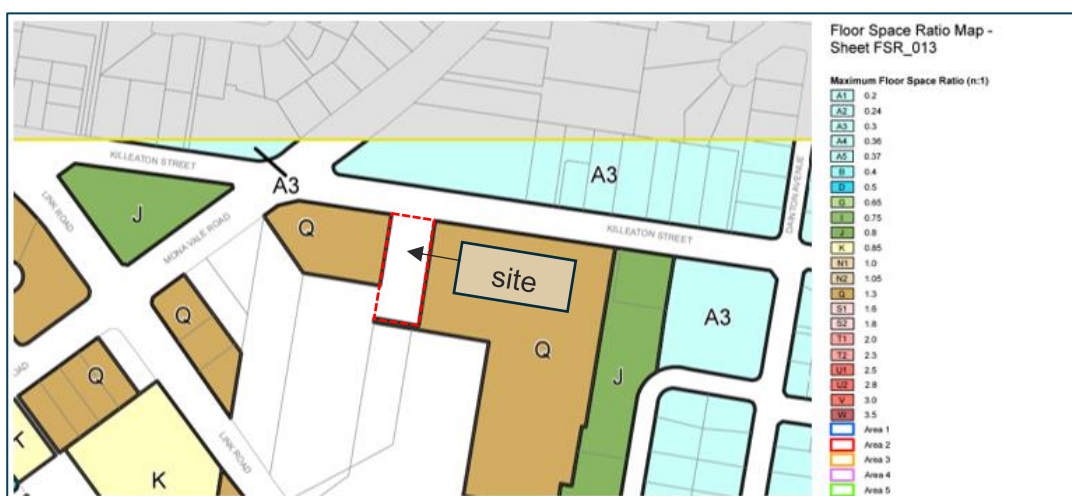 Floor Space Ratio Map -
Sheet FSR_013
Maximum Floor Space Ratio (n:1)
A1 0.2
A2 0.24
A3 0.3
A4 0.36
A5 0.37
B 0.4
D 0.5
G 0.65
I 0.75
J 0.8
K 0.85
N1 1.0
N2 1.05
Q 1.3
S1 1.6
S2 1.8
T1 2.0
T2 2.3
U1 2.5
U2 2.8
V 3.0
W 3.5
Area 1
Area 2
Area 3
Area 4
Area 5
KILLEATON STREET
A3
A3
DAINTON AVENUE
LINK ROAD
J
MONA VALE ROAD
Q
KILLEATON STREET
site
A3
Q
Q
J
Q
LINK ROAD
K